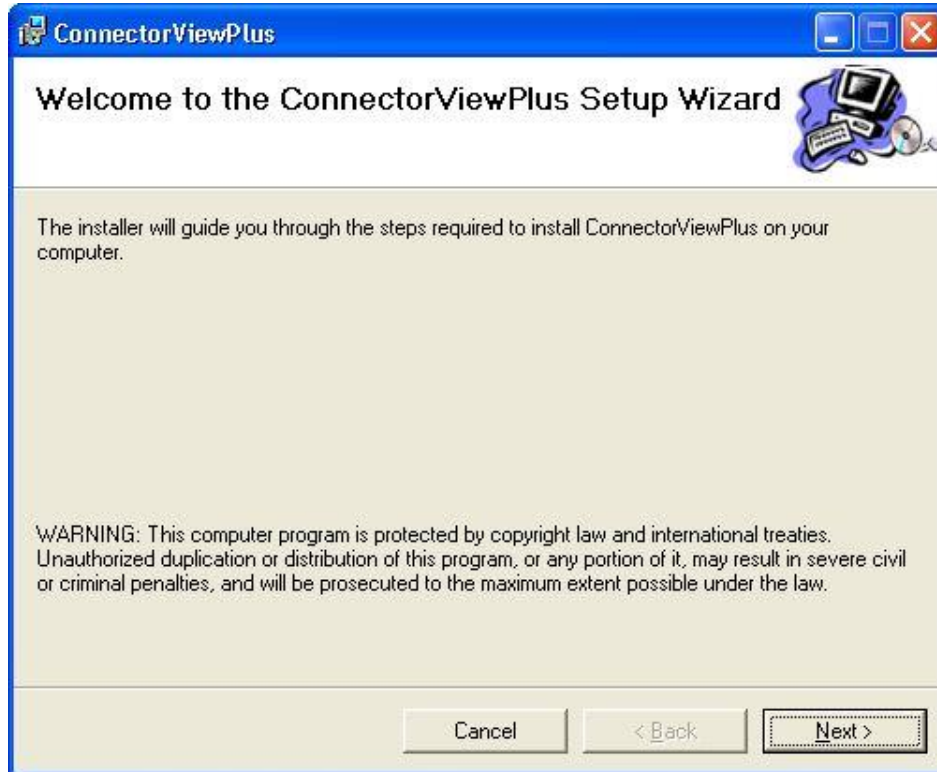 ConnectorViewPlus
Welcome to the ConnectorViewPlus Setup Wizard
The installer will guide you through the steps required to install ConnectorViewPlus on your
computer.
WARNING: This computer program is protected by copyright law and international treaties.
Unauthorized duplication or distribution of this program, or any portion of it, may result in severe civil
or criminal penalties, and will be prosecuted to the maximum extent possible under the law.
Cancel
< Back
Next >